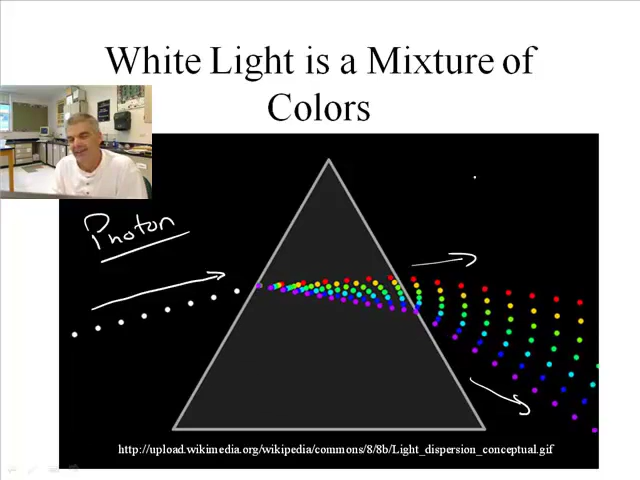 White Light is a Mixture of
Colors
Photon
http://upload.wikimedia.org/wikipedia/commons/8/8b/Light_dispersion_conceptual.gif